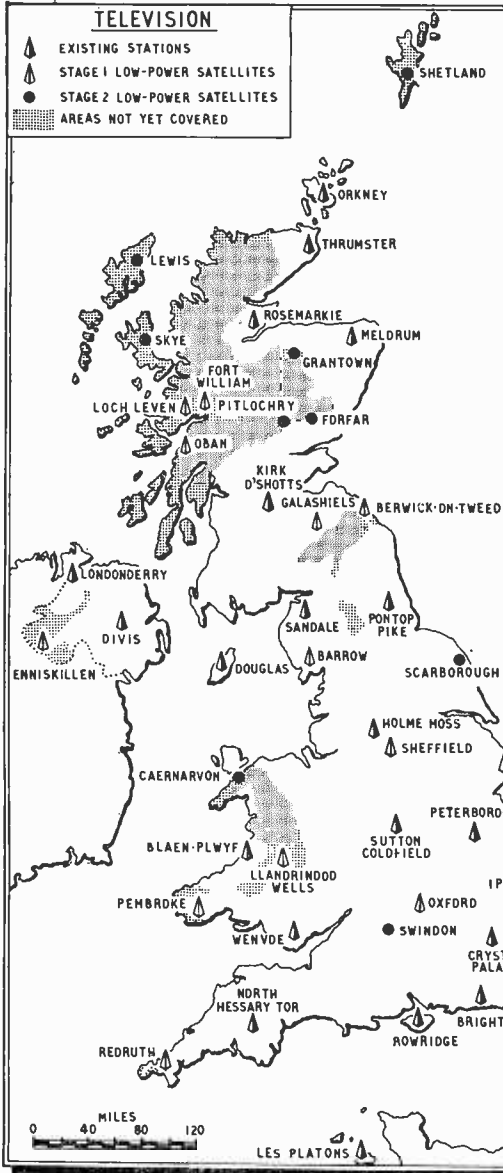 TELEVISION
EXISTING STATIONS
STAGE 1 LOW-POWER SATELLITES
STAGE 2 LOW-POWER SATELLITES
AREAS NOT YET COVERED
SHETLAND
ORKNEY
THRUMSTER
LEWIS
ROSEMARKIE
SKYE
MELDRUM
GRANTOWN
FORT
WILLIAM
LOCH LEVEN
PITLOCHRY
FORFAR
OBAN
KIRK
O'SHOTTS
GALASHIELS
BERWICK-ON-TWEED
LONDONDERRY
DIVIS
SANDALE
PONTOP
PIKE
ENNISKILLEN
DOUGLAS
BARROW
SCARBOROUGH
HOLME MOSS
SHEFFIELD
CAERNARVON
PETERBORO
BLAEN-PLWYF
SUTTON
COLDFIELD
LLANDRINDOD
WELLS
IP
PEMBROKE
OXFORD
WENVOE
SWINDON
CRYST
PALA
NORTH
HESSARY TOR
BRIGHT
ROWRIDGE
REDRUTH
MILES
0 40 80 120
LES PLATONS